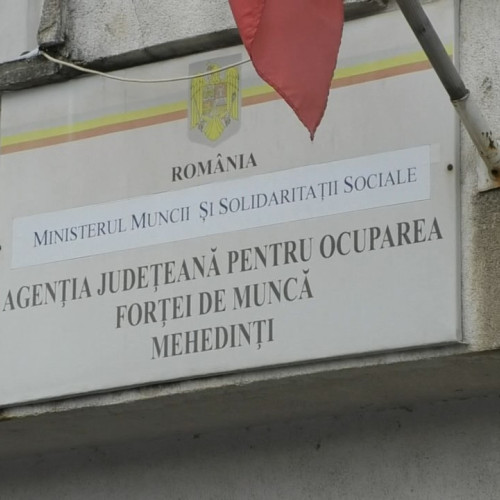 ROMÂNIA
MINISTERUL MUNCII ȘI SOLIDARITAȚII SOCIALE
AGENȚIA JUDEȚEANĂ PENTRU OCUPAREA
FORȚEI DE MUNCĂ
MEHEDINȚI